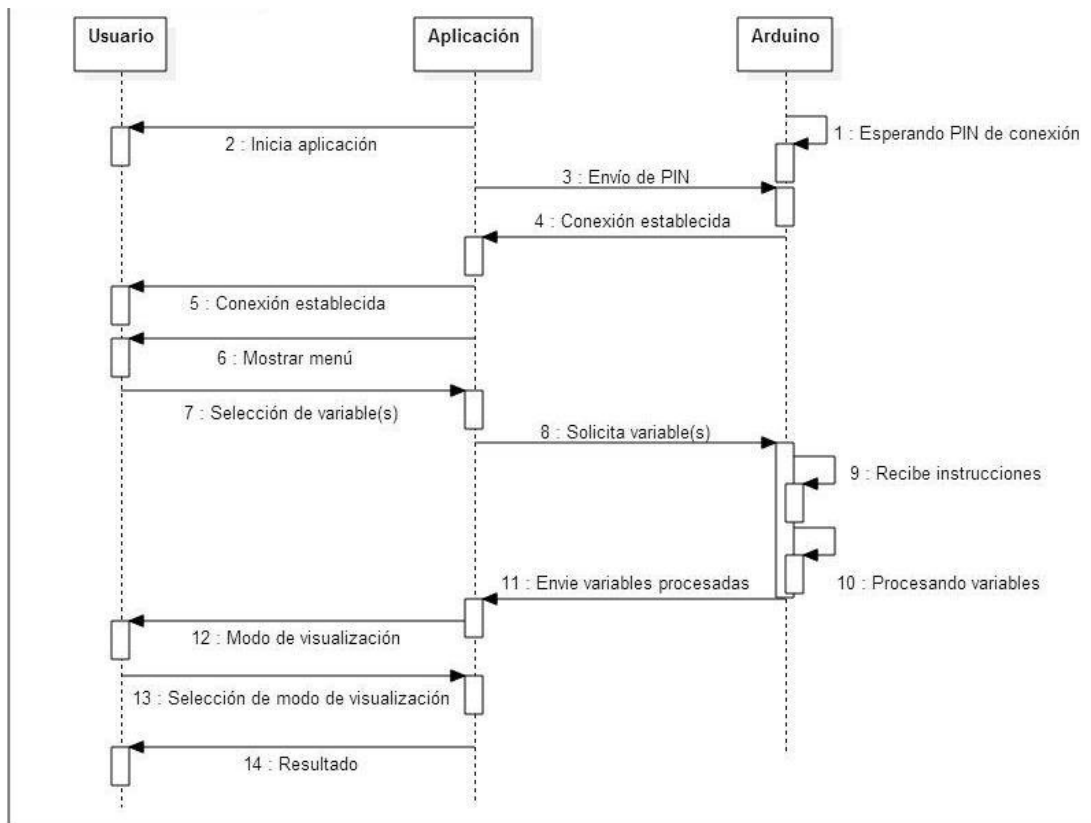 Usuario
Aplicación
Arduino
1 : Esperando PIN de conexión
2 : Inicia aplicación
3 : Envío de PIN
4 : Conexión establecida
5 : Conexión establecida
6 : Mostrar menú
7 : Selección de variable(s)
8 : Solicita variable(s)
9 : Recibe instrucciones
10 : Procesando variables
11 : Envie variables procesadas
12 : Modo de visualización
13 : Selección de modo de visualización
14 : Resultado